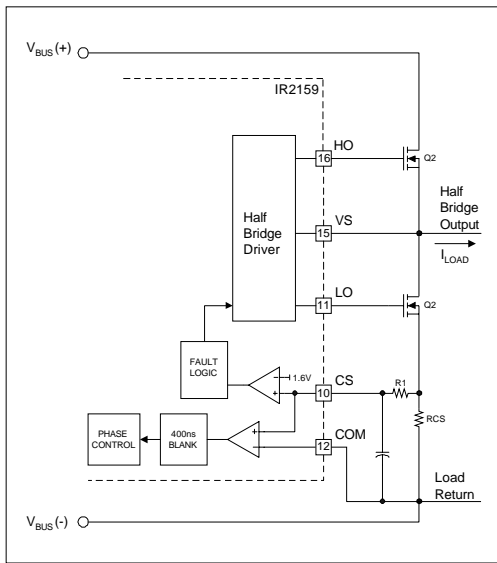 V_BUS(+)
IR2159
HO
16
Q2
Half
Bridge
Driver
VS
15
Half
Bridge
Output
I_LOAD
LO
11
Q2
FAULT
LOGIC
1.6V
CS
10
R1
RCS
PHASE
CONTROL
400ns
BLANK
COM
12
Load
Return
V_BUS(-)